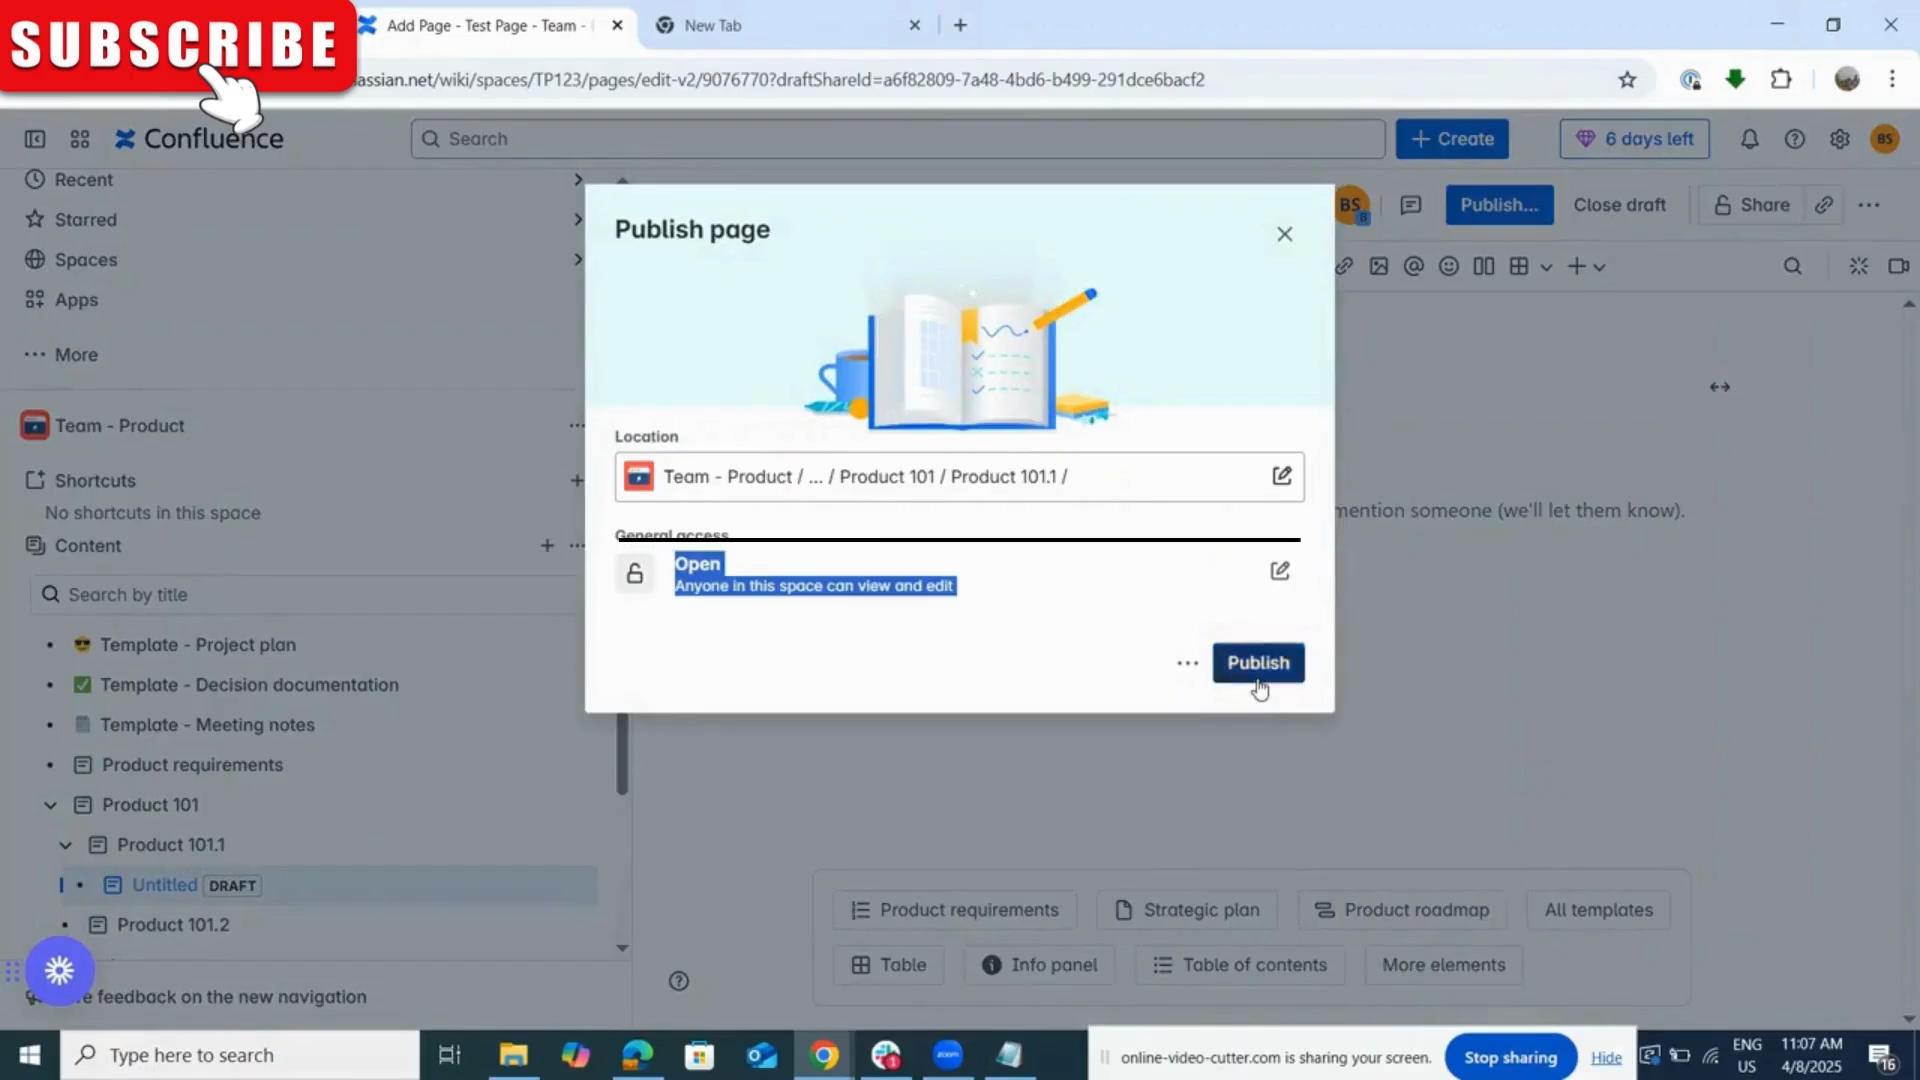 SUBSCRIBE
Add Page - Test Page - Team -
New Tab
assian.net/wiki/spaces/TP123/pages/edit-v2/9076770?draftShareId=a6f82809-7a48-4bd6-b499-291dce6bacf2
Confluence
Search
Create
6 days left
BS
Recent
Starred
Spaces
Apps
More
Team - Product
Shortcuts
No shortcuts in this space
Content
Search by title
Template - Project plan
Template - Decision documentation
Template - Meeting notes
Product requirements
Product 101
Product 101.1
Untitled DRAFT
Product 101.2
feedback on the new navigation
BS
B
Publish...
Close draft
Share
Publish page
Location
Team - Product / ... / Product 101 / Product 101.1 /
General access
Open
Anyone in this space can view and edit
Publish
mention someone (we'll let them know).
Product requirements
Strategic plan
Product roadmap
All templates
Table
Info panel
Table of contents
More elements
Type here to search
zoom
online-video-cutter.com is sharing your screen.
Stop sharing
Hide
ENG
US
11:07 AM
4/8/2025
16